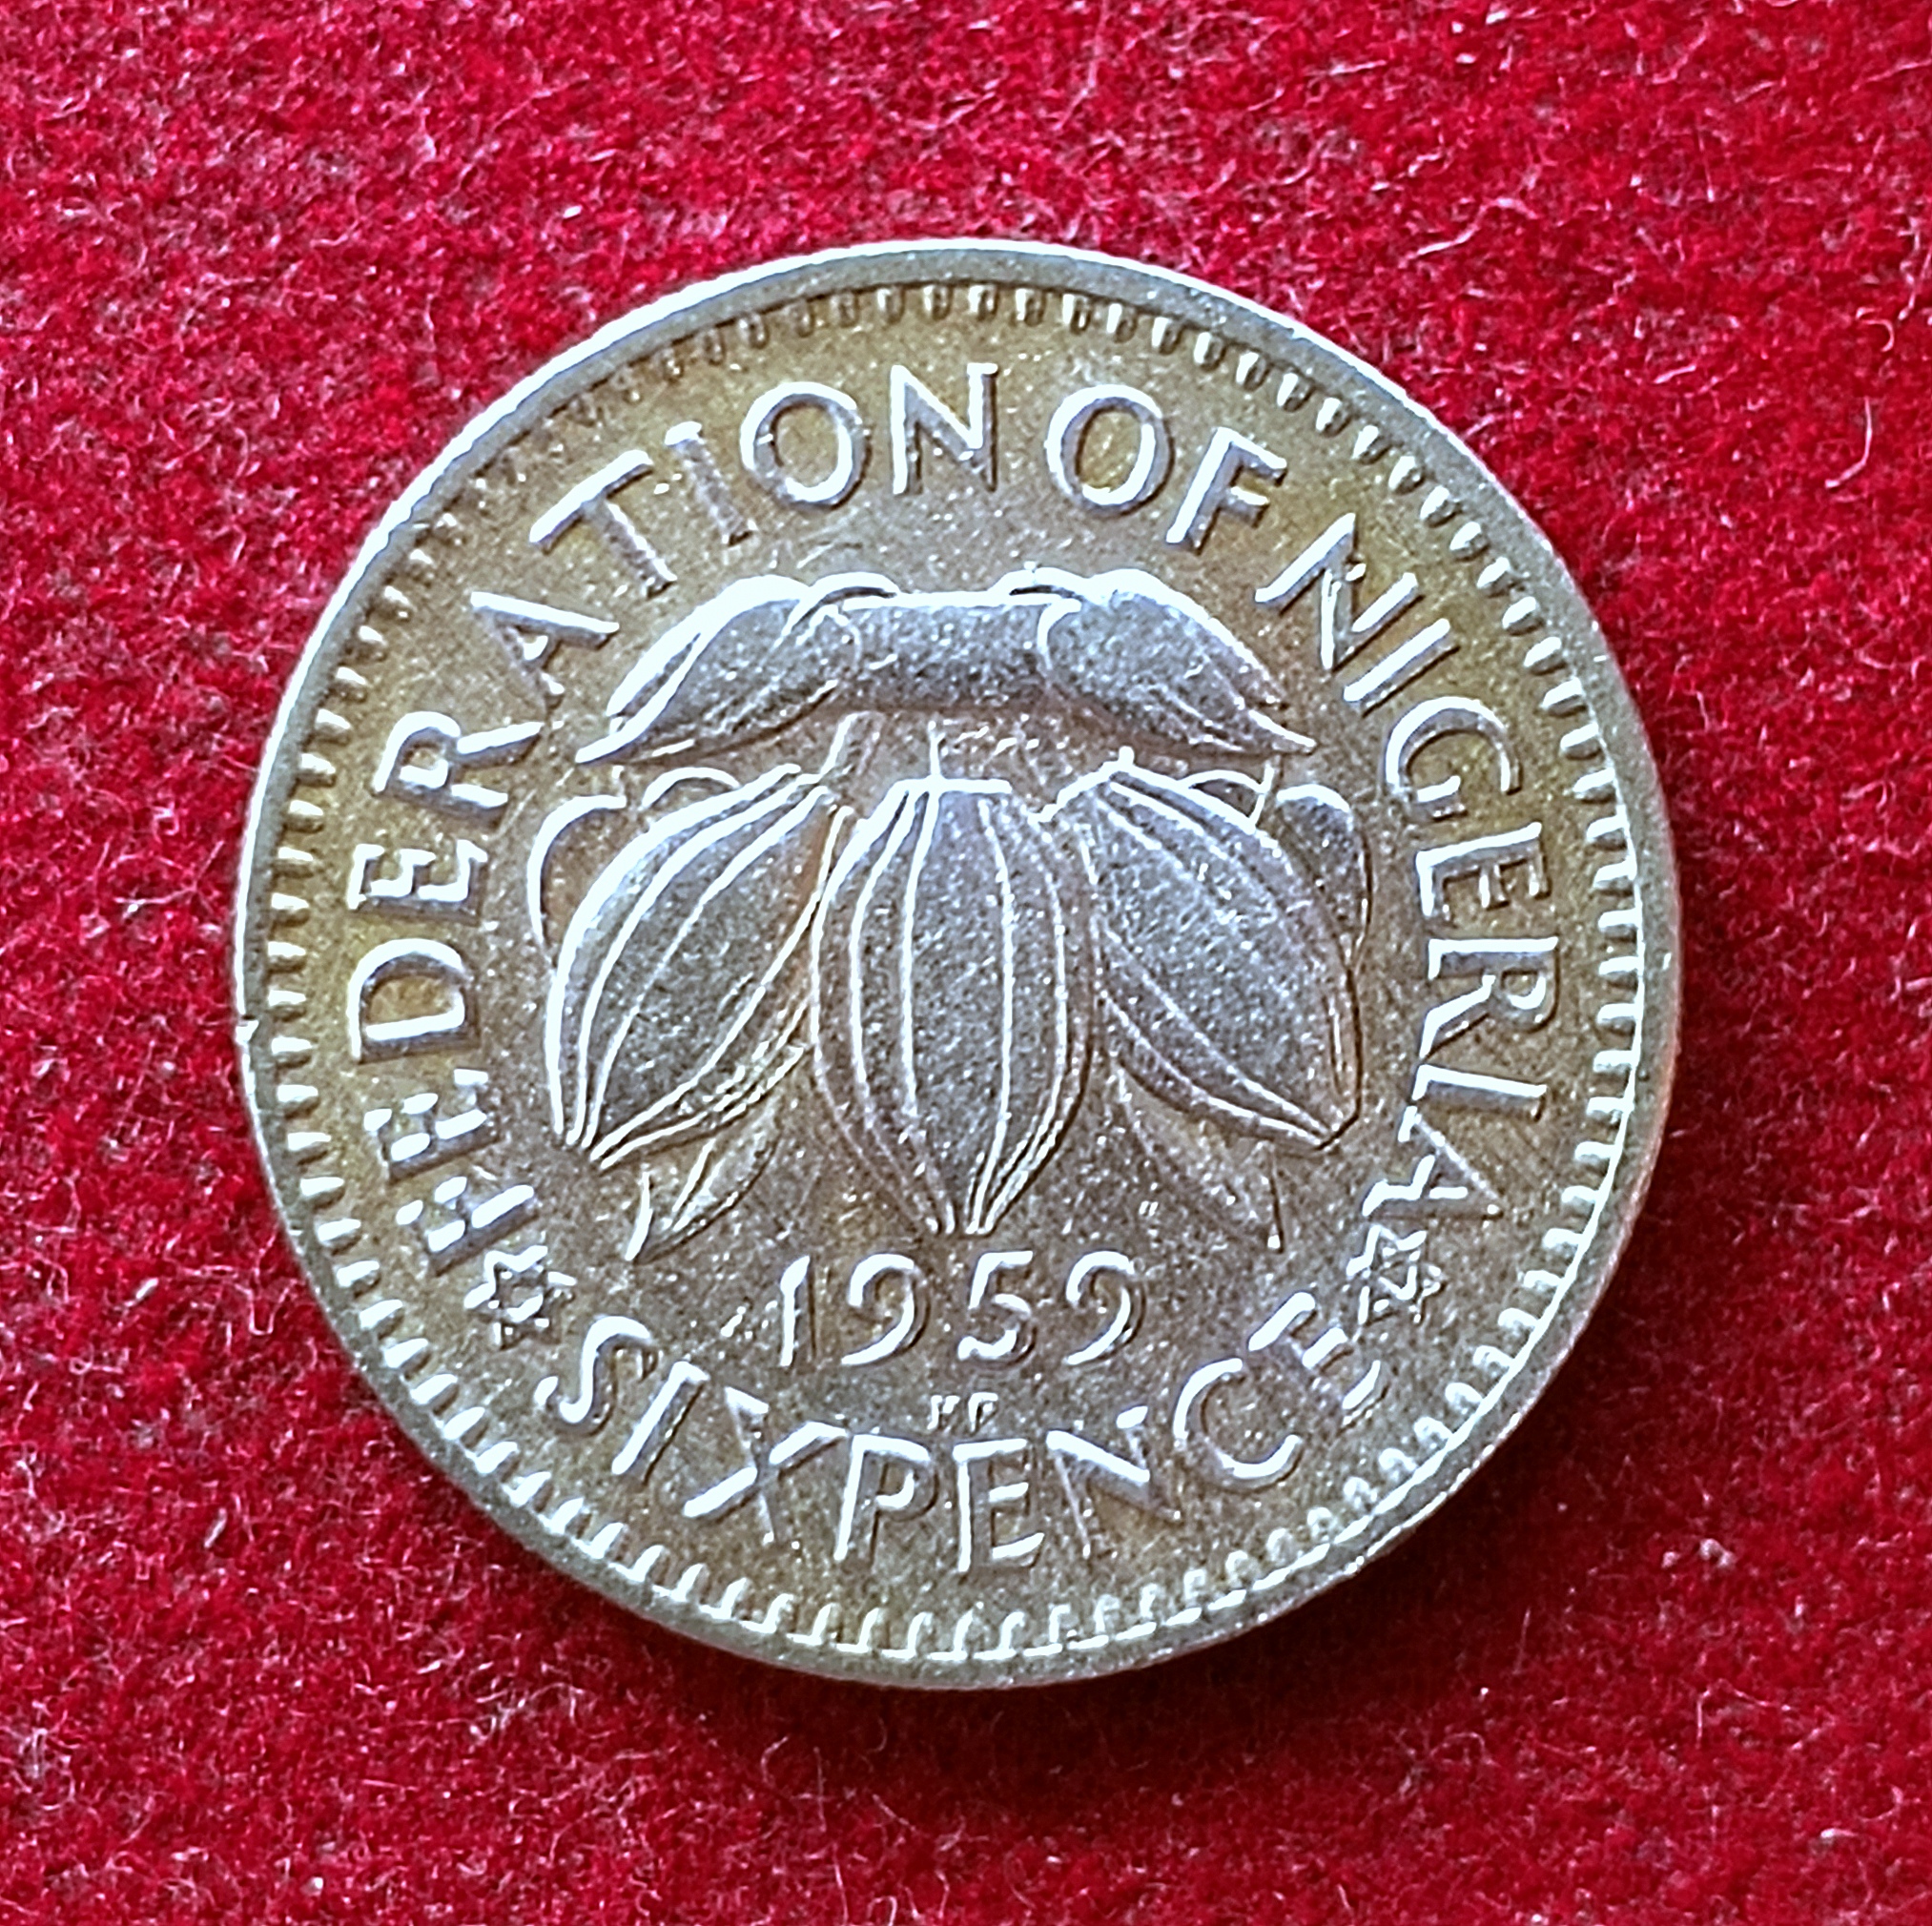 FEDERATION OF NIGERIA
1959
SIXPENCE